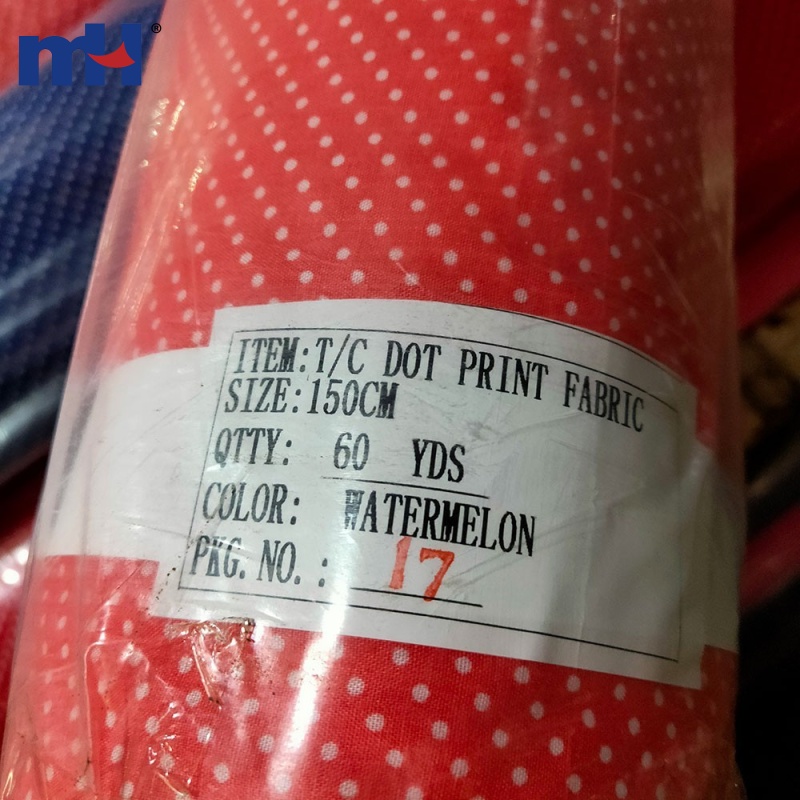 mH®
ITEM:T/C DOT PRINT FABRIC
SIZE:150CM
QTTY: 60 YDS
COLOR: WATERMELON
PKG.NO.: 17